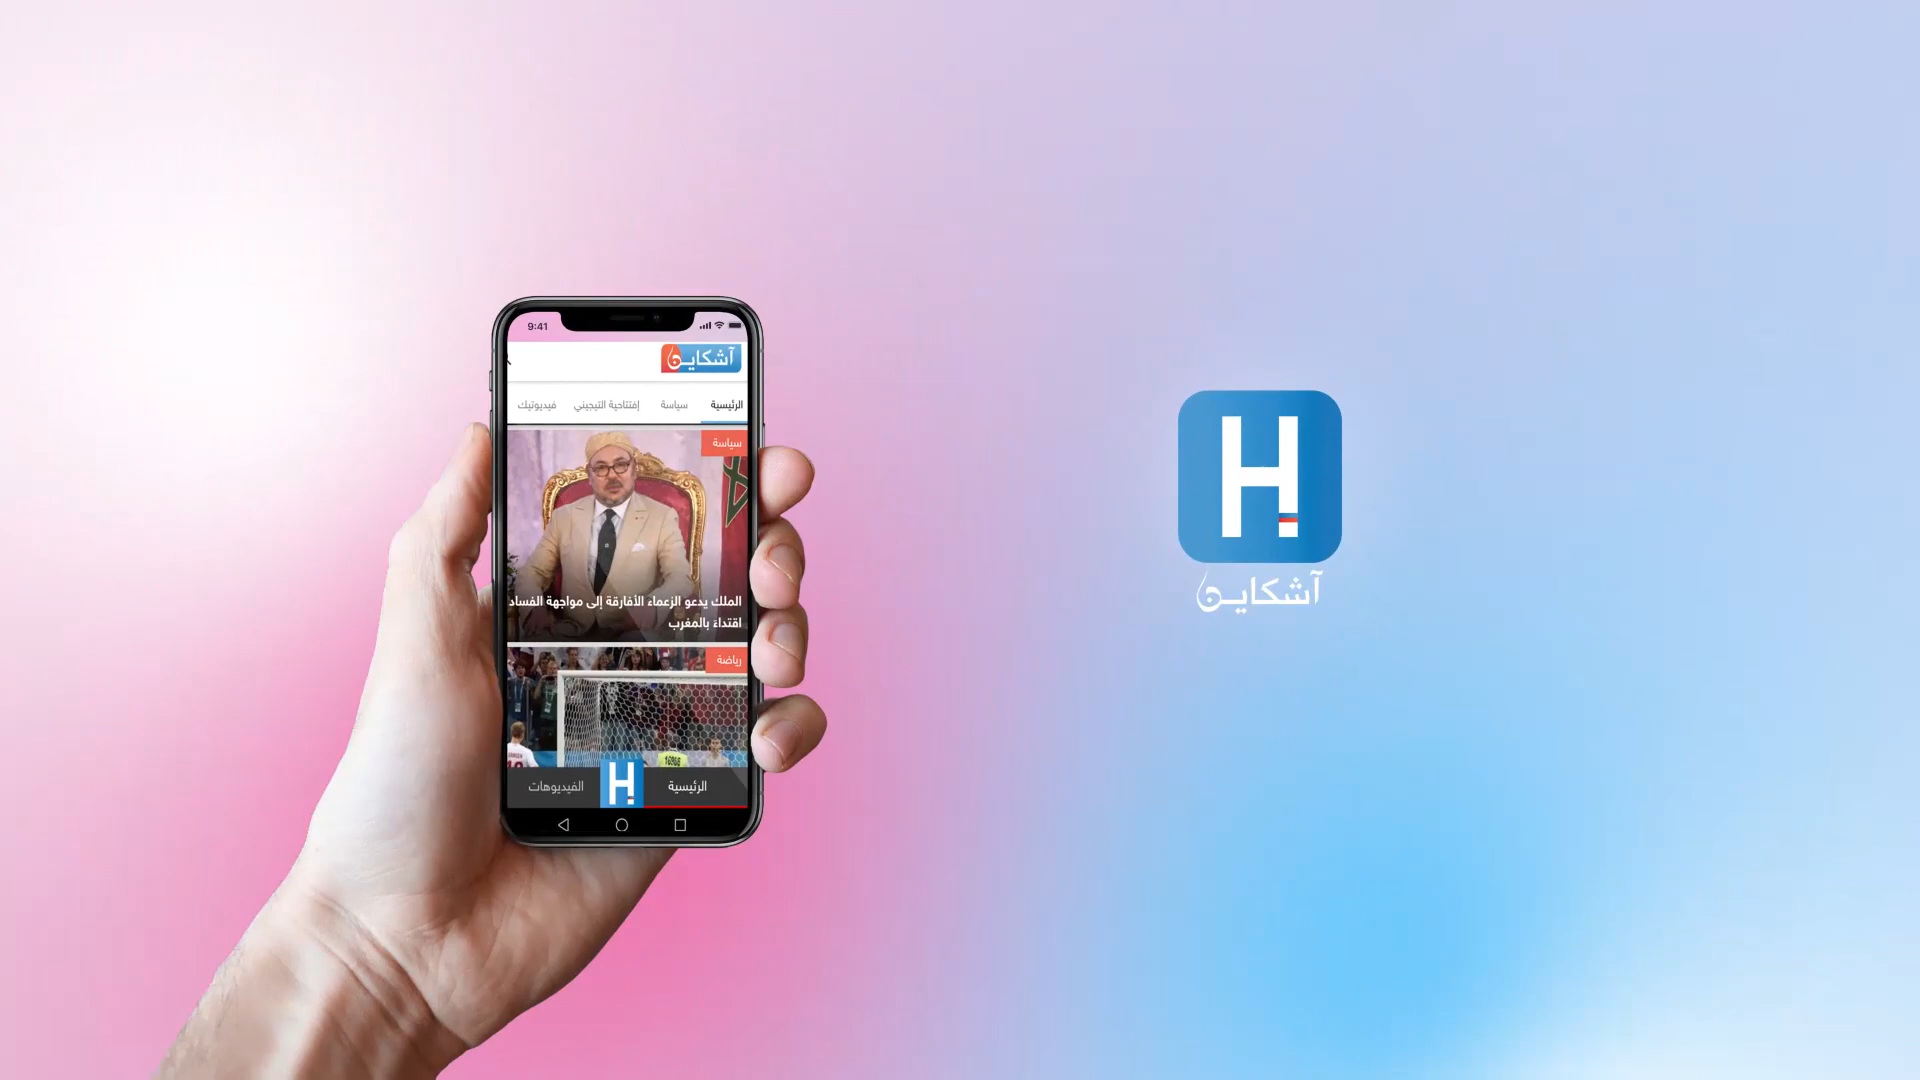 9:41
آشكاين
الرئيسية
سياسة
إفتتاحية التيجيني
فيديوتيك
سياسة
الملك يدعو الزعماء الأفارقة إلى مواجهة الفساد
اقتداءً بالمغرب
رياضة
الرئيسية
H
الفيديوهات
H
آشكاين